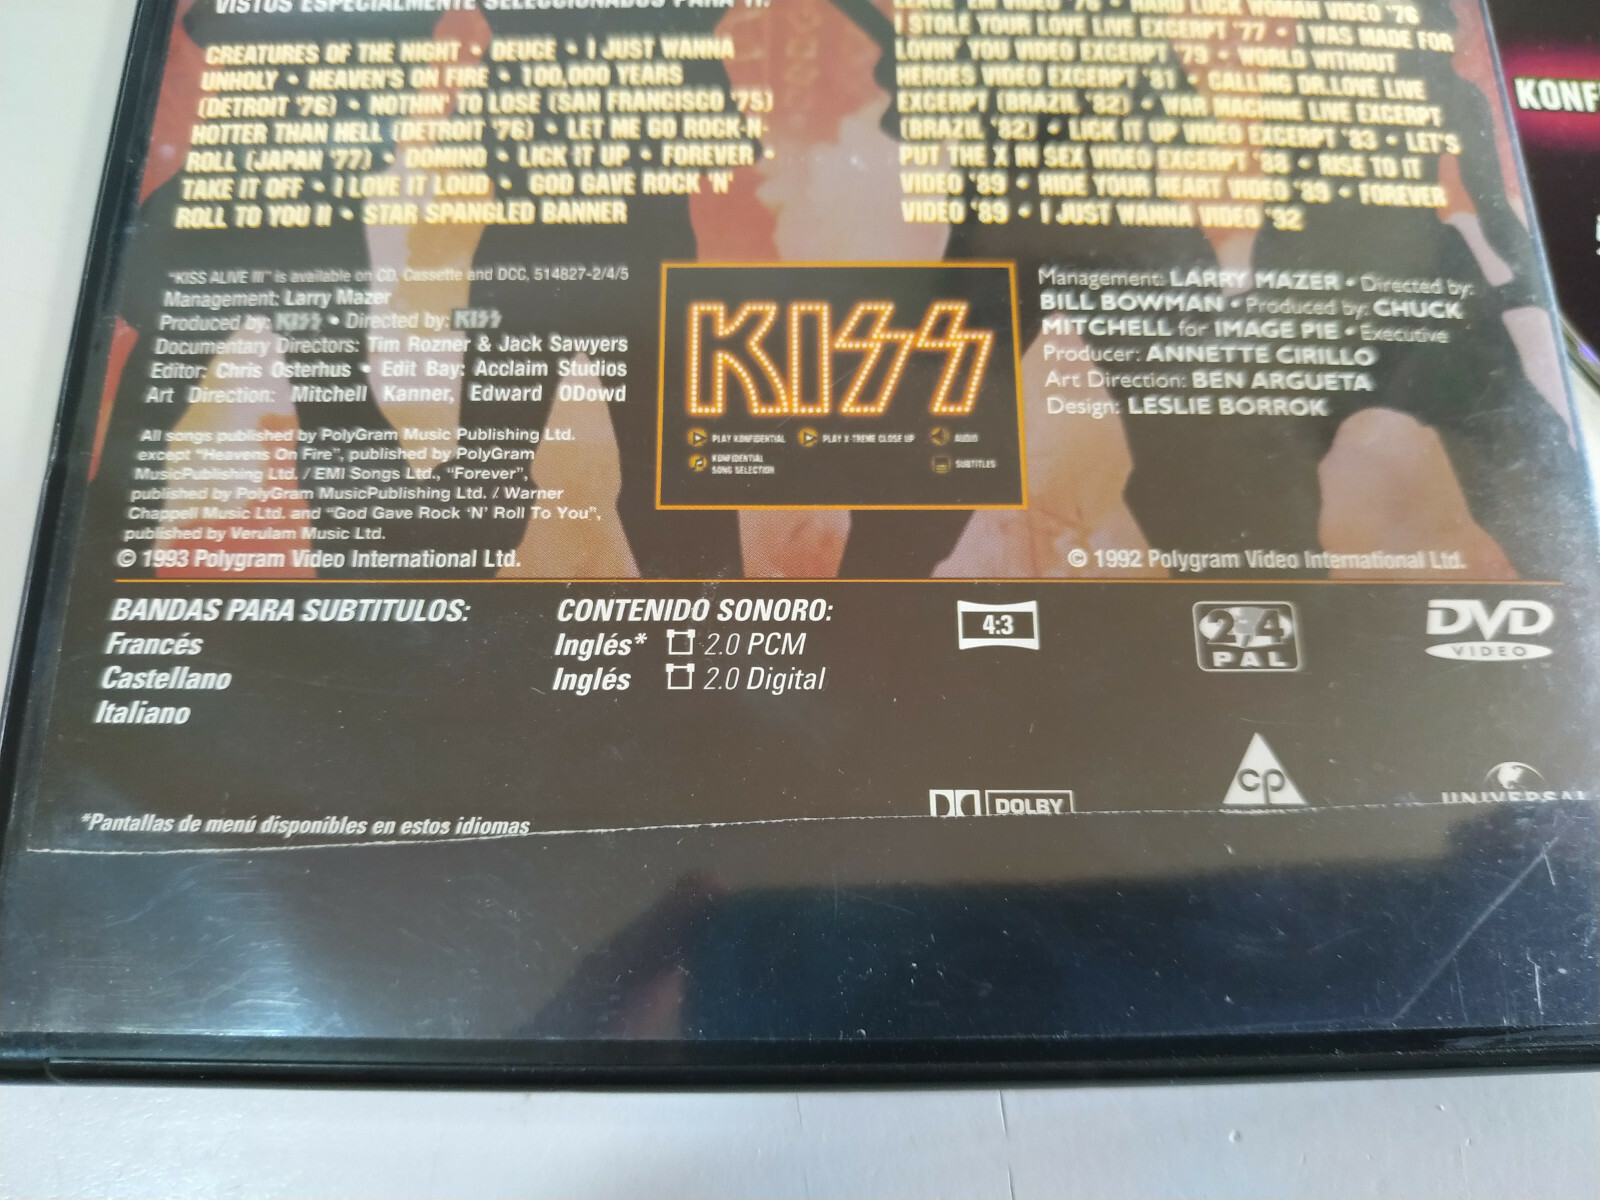 VISTOS ESPECIALMENTE SELECCIONADOS PARA TI.
CREATURES OF THE NIGHT • DEUCE • I JUST WANNA
UNHOLY • HEAVEN'S ON FIRE • 100,000 YEARS
(DETROIT '76) • NOTHIN' TO LOSE (SAN FRANCISCO '75)
HOTTER THAN HELL (DETROIT '76) • LET ME GO ROCK-N-
ROLL (JAPAN '77) • DOMINO • LICK IT UP • FOREVER •
TAKE IT OFF • I LOVE IT LOUD • GOD GAVE ROCK 'N'
ROLL TO YOU II • STAR SPANGLED BANNER
LEAVE 'EM VIDEO '76 • HARD LUCK WOMAN VIDEO '76
I STOLE YOUR LOVE LIVE EXCERPT '77 • I WAS MADE FOR
LOVIN' YOU VIDEO EXCERPT '79 • WORLD WITHOUT
HEROES VIDEO EXCERPT '81 • CALLING DR.LOVE LIVE
EXCERPT (BRAZIL '82) • WAR MACHINE LIVE EXCERPT
(BRAZIL '82) • LICK IT UP VIDEO EXCERPT '83 • LET'S
PUT THE X IN SEX VIDEO EXCERPT '88 • RISE TO IT
VIDEO '89 • HIDE YOUR HEART VIDEO '89 • FOREVER
VIDEO '89 • I JUST WANNA VIDEO '92
KONF
"KISS ALIVE III" is available on CD, Cassette and DCC, 514827-2/4/5
Management: Larry Mazer
Produced by: KISS • Directed by: KISS
Documentary Directors: Tim Rozner & Jack Sawyers
Editor: Chris Osterhus • Edit Bay: Acclaim Studios
Art Direction: Mitchell Kanner, Edward ODowd
All songs published by PolyGram Music Publishing Ltd.
except "Heavens On Fire", published by PolyGram
MusicPublishing Ltd. / EMI Songs Ltd., "Forever",
published by PolyGram MusicPublishing Ltd. / Warner
Chappell Music Ltd. and "God Gave Rock 'N' Roll To You",
published by Verulam Music Ltd.
© 1993 Polygram Video International Ltd.
KISS
PLAY KONFIDENTIAL
PLAY X-TREME CLOSE UP
AUDIO
KONFIDENTIAL
SONG SELECTION
SUBTITLES
Management: LARRY MAZER • Directed by:
BILL BOWMAN • Produced by: CHUCK
MITCHELL for IMAGE PIE • Executive
Producer: ANNETTE CIRILLO
Art Direction: BEN ARGUETA
Design: LESLIE BORROK
© 1992 Polygram Video International Ltd.
BANDAS PARA SUBTITULOS:
Francés
Castellano
Italiano
CONTENIDO SONORO:
Inglés* 2.0 PCM
Inglés 2.0 Digital
4:3
2,4
PAL
DVD
VIDEO
cp
DOLBY
UNIVERSAL
*Pantallas de menú disponibles en estos idiomas